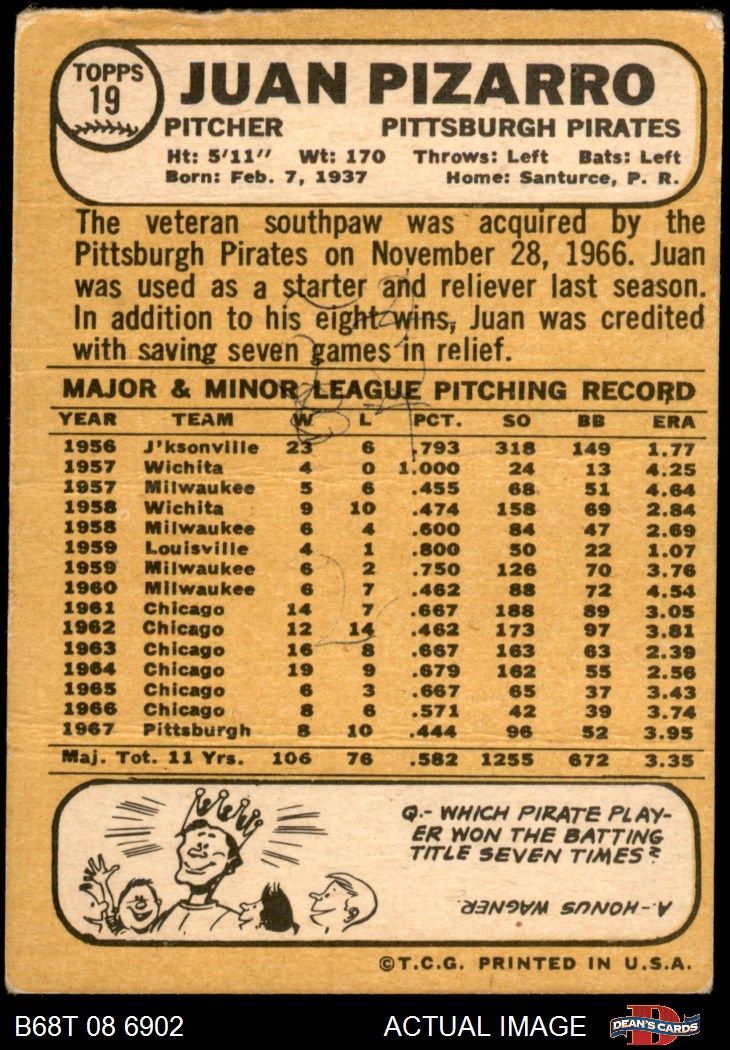 TOPPS
19
JUAN PIZARRO
PITCHER PITTSBURGH PIRATES
Ht: 5'11" Wt: 170 Throws: Left Bats: Left
Born: Feb. 7, 1937 Home: Santurce, P. R.
The veteran southpaw was acquired by the
Pittsburgh Pirates on November 28, 1966. Juan
was used as a starter and reliever last season.
In addition to his eight wins, Juan was credited
with saving seven games in relief.
MAJOR & MINOR LEAGUE PITCHING RECORD
YEAR TEAM W L PCT. SO BB ERA
1956 J'ksonville 23 6 .793 318 149 1.77
1957 Wichita 4 0 1.000 24 13 4.25
1957 Milwaukee 5 6 .455 68 51 4.64
1958 Wichita 9 10 .474 158 69 2.84
1958 Milwaukee 6 4 .600 84 47 2.69
1959 Louisville 4 1 .800 50 22 1.07
1959 Milwaukee 6 2 .750 126 70 3.76
1960 Milwaukee 6 7 .462 88 72 4.54
1961 Chicago 14 7 .667 188 89 3.05
1962 Chicago 12 14 .462 173 97 3.81
1963 Chicago 16 8 .667 163 63 2.39
1964 Chicago 19 9 .679 162 55 2.56
1965 Chicago 6 3 .667 65 37 3.43
1966 Chicago 8 6 .571 42 39 3.74
1967 Pittsburgh 8 10 .444 96 52 3.95
Maj. Tot. 11 Yrs. 106 76 .582 1255 672 3.35
Q.- WHICH PIRATE PLAY-
ER WON THE BATTING
TITLE SEVEN TIMES?
A.- HONUS WAGNER.
©T.C.G. PRINTED IN U.S.A.
B68T 08 6902 ACTUAL IMAGE DEAN'S CARDS